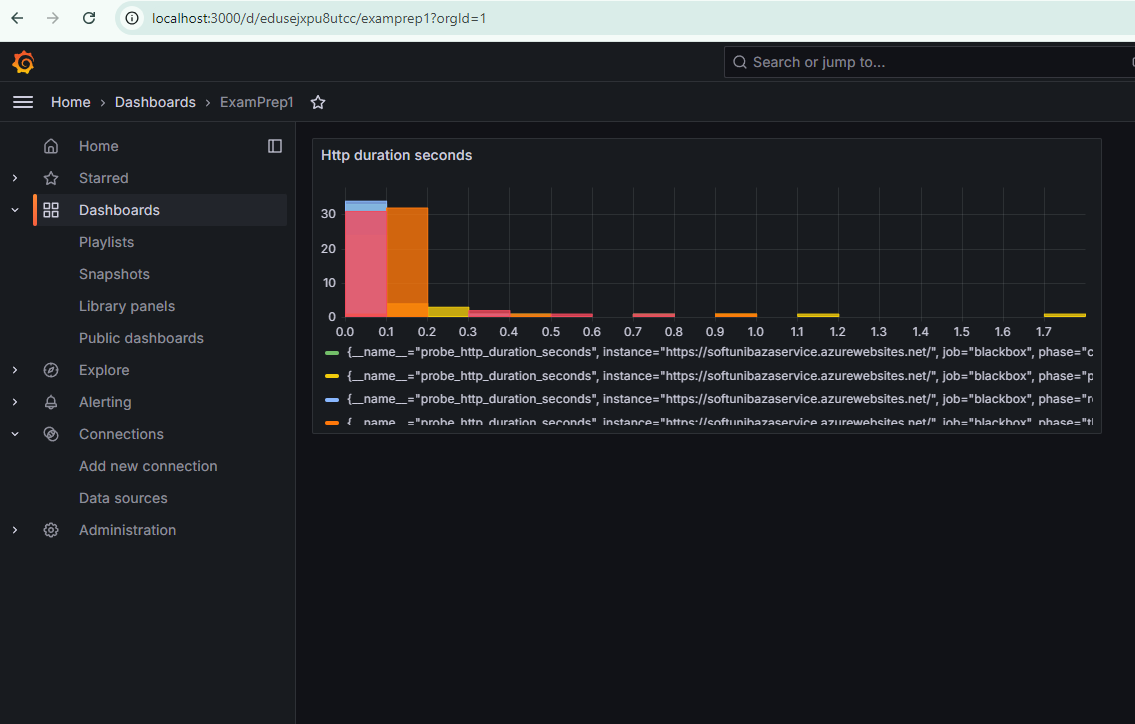 localhost:3000/d/edusejxpu8utcc/examprep1?orgId=1
Search or jump to...
Home › Dashboards › ExamPrep1
Home
Starred
Dashboards
Playlists
Snapshots
Library panels
Public dashboards
Explore
Alerting
Connections
Add new connection
Data sources
Administration
Http duration seconds
30
20
10
0
0.0 0.1 0.2 0.3 0.4 0.5 0.6 0.7 0.8 0.9 1.0 1.1 1.2 1.3 1.4 1.5 1.6 1.7
{__name__="probe_http_duration_seconds", instance="https://softunibazaservice.azurewebsites.net/", job="blackbox", phase="c
{__name__="probe_http_duration_seconds", instance="https://softunibazaservice.azurewebsites.net/", job="blackbox", phase="p
{__name__="probe_http_duration_seconds", instance="https://softunibazaservice.azurewebsites.net/", job="blackbox", phase="r
{__name__="probe_http_duration_seconds", instance="https://softunibazaservice.azurewebsites.net/", job="blackbox", phase="t